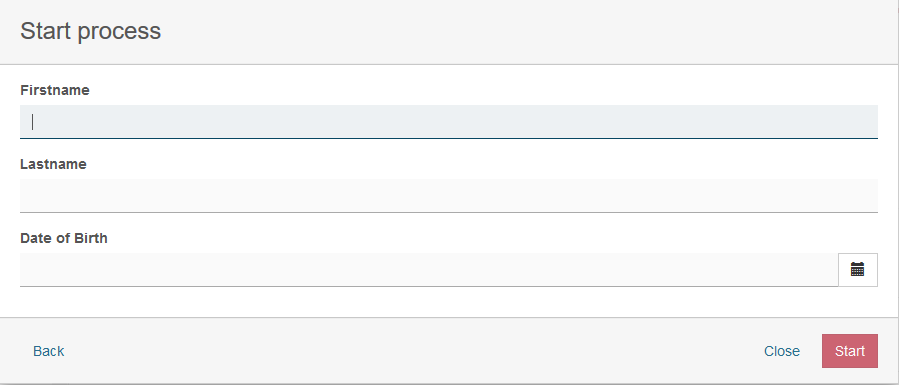 Start process
Firstname
Lastname
Date of Birth
Back
Close
Start